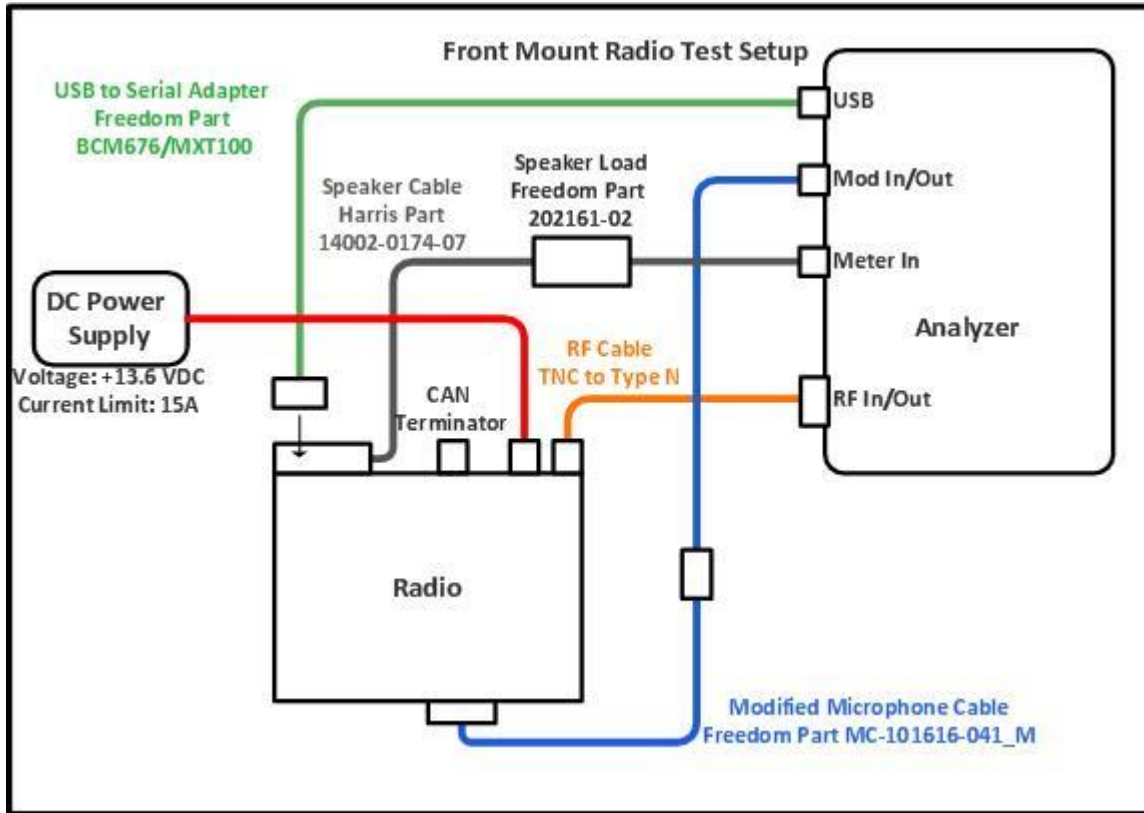 Front Mount Radio Test Setup
USB to Serial Adapter
Freedom Part
BCM676/MXT100
USB
Speaker Load
Freedom Part
202161-02
Speaker Cable
Harris Part
14002-0174-07
Mod In/Out
Meter In
DC Power
Supply
Analyzer
Voltage: +13.6 VDC
Current Limit: 15A
RF Cable
TNC to Type N
CAN
Terminator
RF In/Out
Radio
Modified Microphone Cable
Freedom Part MC-101616-041_M